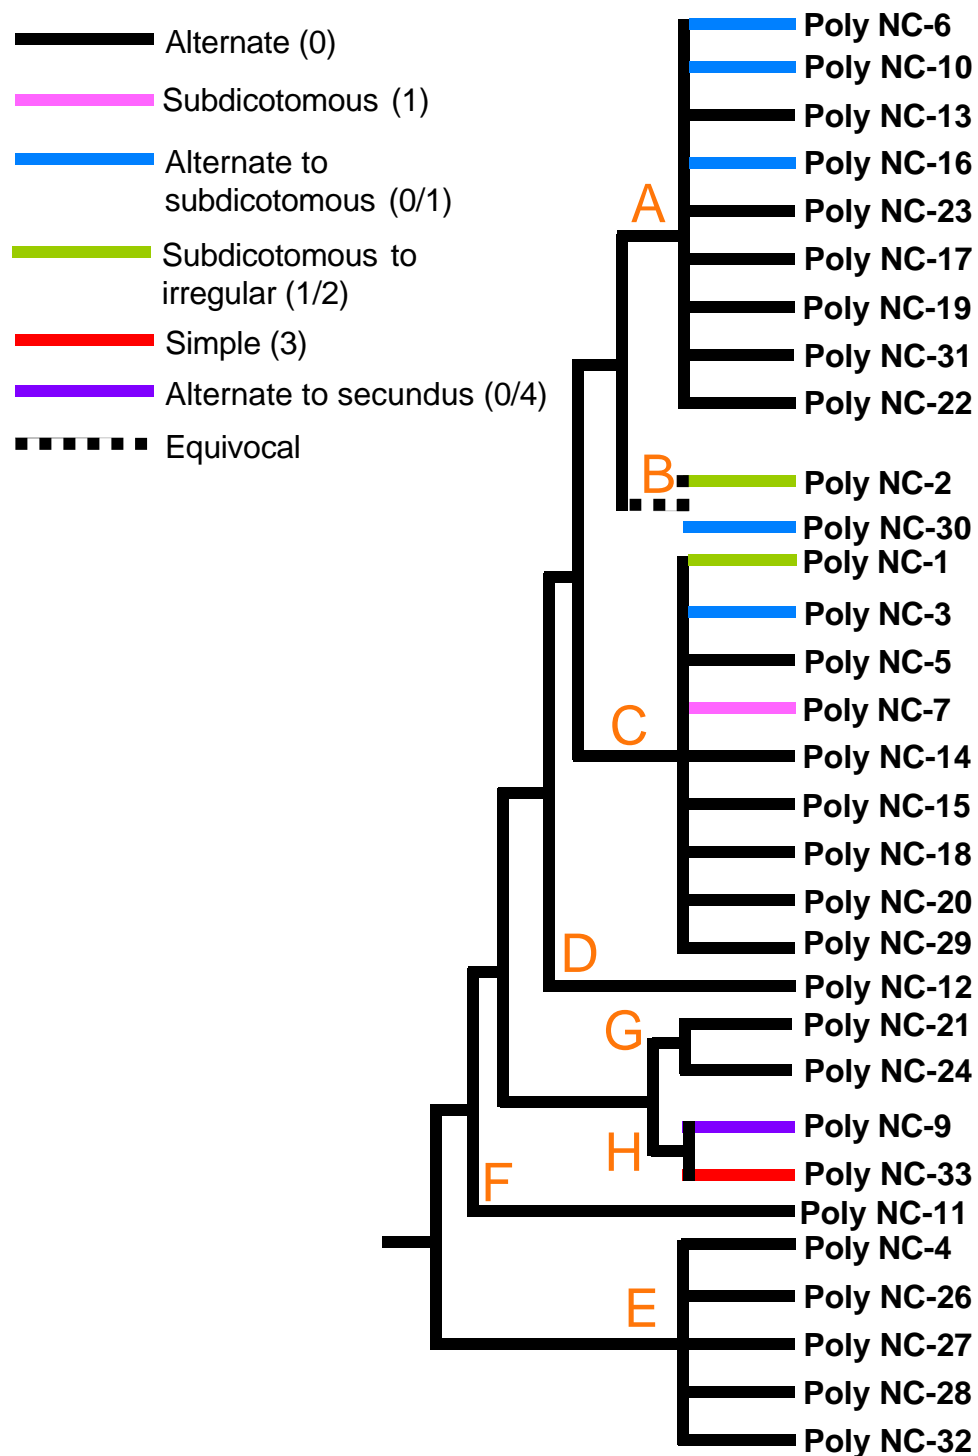 Alternate (0)
Subdicotomous (1)
Alternate to
subdicotomous (0/1)
Subdicotomous to
irregular (1/2)
Simple (3)
Alternate to secundus (0/4)
Equivocal
A
B
C
D
G
H
F
E
Poly NC-6
Poly NC-10
Poly NC-13
Poly NC-16
Poly NC-23
Poly NC-17
Poly NC-19
Poly NC-31
Poly NC-22
Poly NC-2
Poly NC-30
Poly NC-1
Poly NC-3
Poly NC-5
Poly NC-7
Poly NC-14
Poly NC-15
Poly NC-18
Poly NC-20
Poly NC-29
Poly NC-12
Poly NC-21
Poly NC-24
Poly NC-9
Poly NC-33
Poly NC-11
Poly NC-4
Poly NC-26
Poly NC-27
Poly NC-28
Poly NC-32